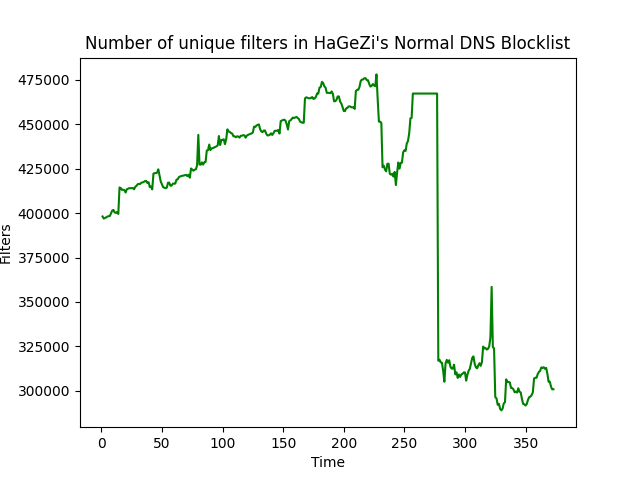 Number of unique filters in HaGeZi's Normal DNS Blocklist
475000
450000
425000
400000
375000
350000
325000
300000
Filters
0 50 100 150 200 250 300 350
Time